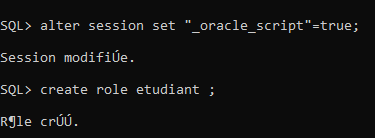 SQL> alter session set "_oracle_script"=true;
Session modifiÚe.
SQL> create role etudiant ;
R¶le crÚÚ.